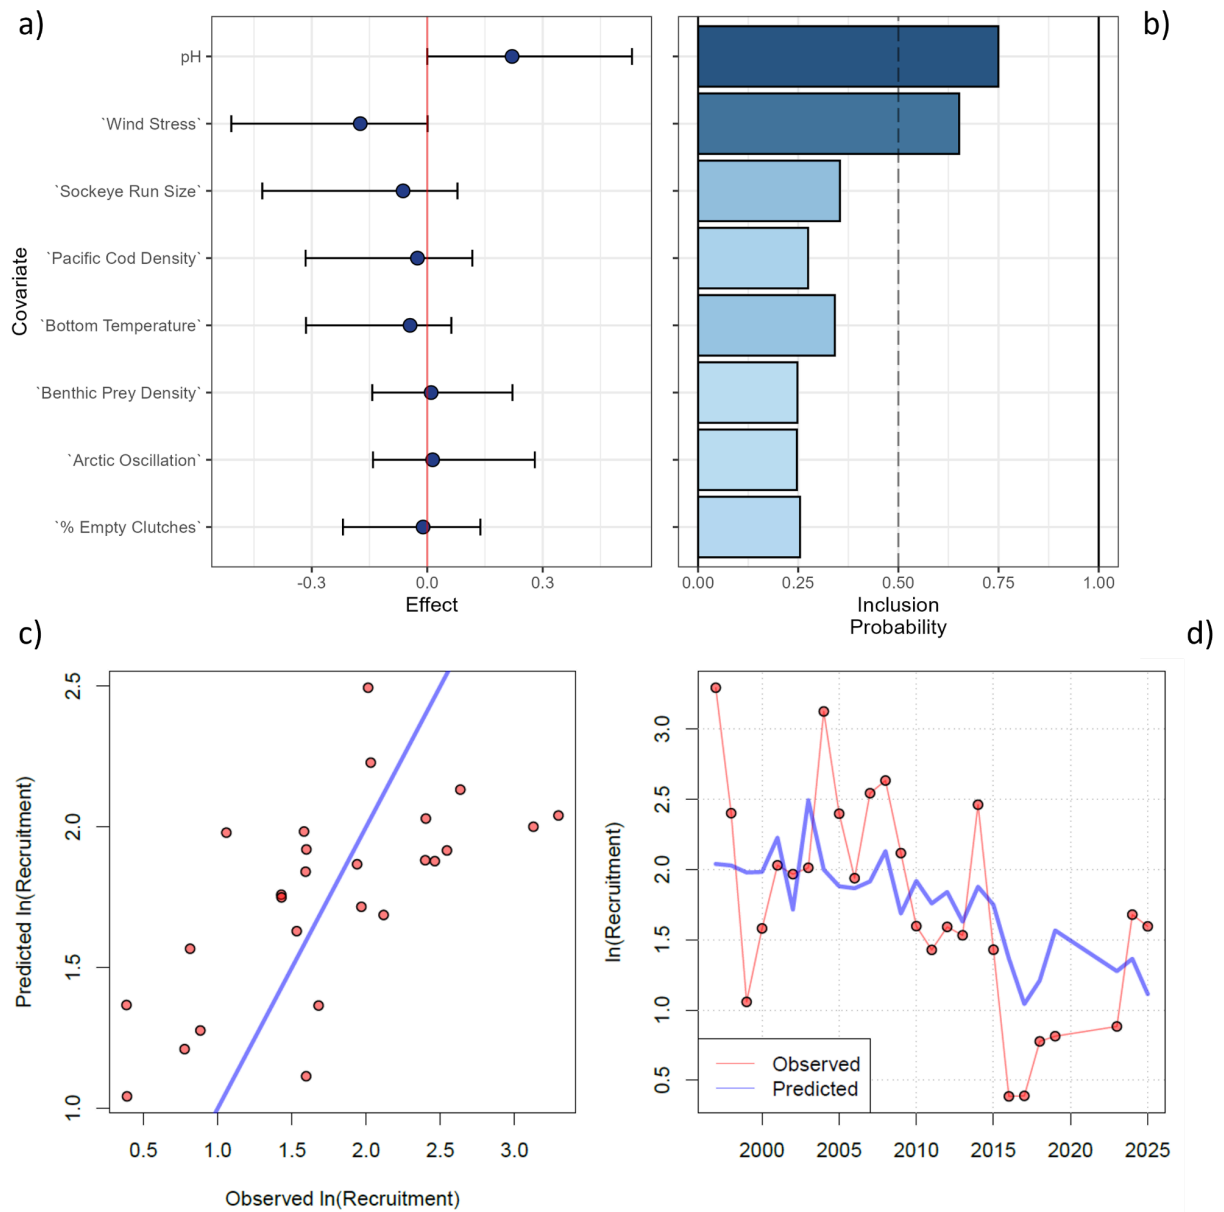 a)
b)
pH
`Wind Stress`
`Sockeye Run Size`
`Pacific Cod Density`
`Bottom Temperature`
`Benthic Prey Density`
`Arctic Oscillation`
`% Empty Clutches`
Covariate
-0.3 0.0 0.3
Effect
0.00 0.25 0.50 0.75 1.00
Inclusion
Probability
c)
d)
2.5
2.0
1.5
1.0
Predicted ln(Recruitment)
0.5 1.0 1.5 2.0 2.5 3.0
Observed ln(Recruitment)
3.0
2.5
2.0
1.5
1.0
0.5
ln(Recruitment)
Observed
Predicted
2000 2005 2010 2015 2020 2025